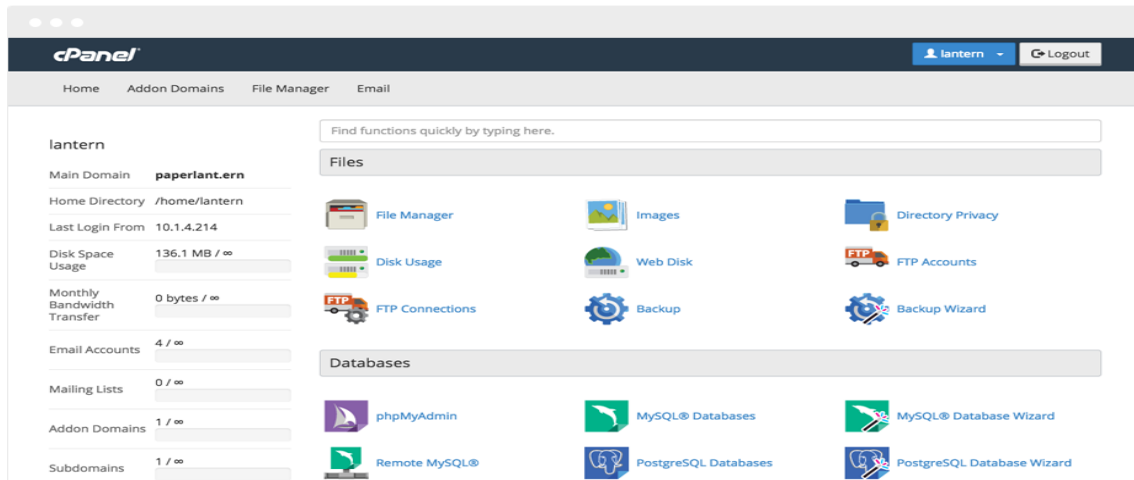 cPanel
lantern
Logout
Home Addon Domains File Manager Email
Find functions quickly by typing here.
lantern
Main Domain paperlant.ern
Home Directory /home/lantern
Last Login From 10.1.4.214
Disk Space
Usage
136.1 MB / ∞
Monthly
Bandwidth
Transfer
0 bytes / ∞
Email Accounts
4 / ∞
Mailing Lists
0 / ∞
Addon Domains
1 / ∞
Subdomains
1 / ∞
Files
File Manager Images Directory Privacy
Disk Usage Web Disk FTP FTP Accounts
FTP FTP Connections Backup Backup Wizard
Databases
phpMyAdmin MySQL® Databases MySQL® Database Wizard
Remote MySQL® PostgreSQL Databases PostgreSQL Database Wizard